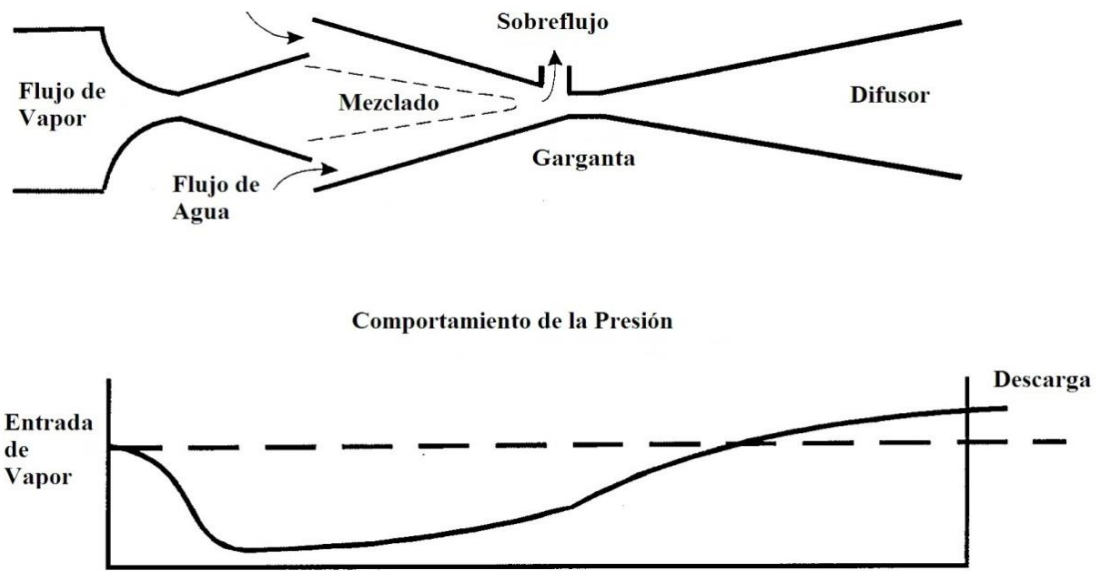 Sobreflujo
Flujo de
Vapor
Mezclado
Difusor
Garganta
Flujo de
Agua
Comportamiento de la Presión
Descarga
Entrada
de
Vapor